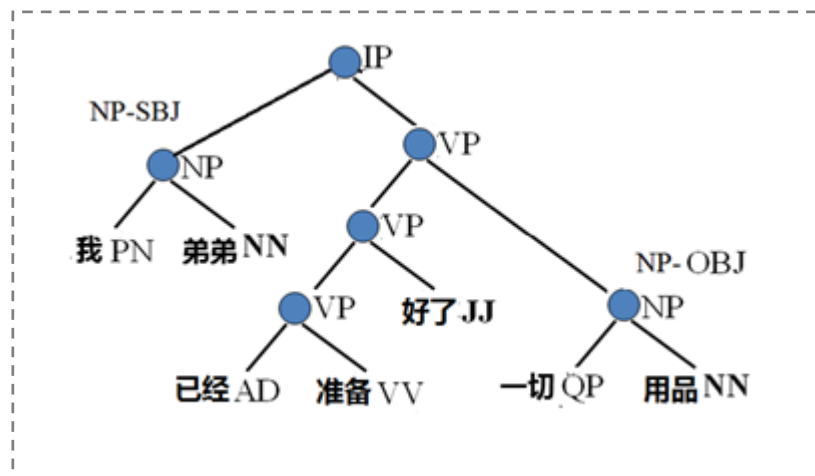 IP
NP-SBJ
VP
NP
VP
我 PN 弟弟 NN
NP- OBJ
VP
好了 JJ
NP
已经 AD 准备 VV 一切 QP 用品 NN